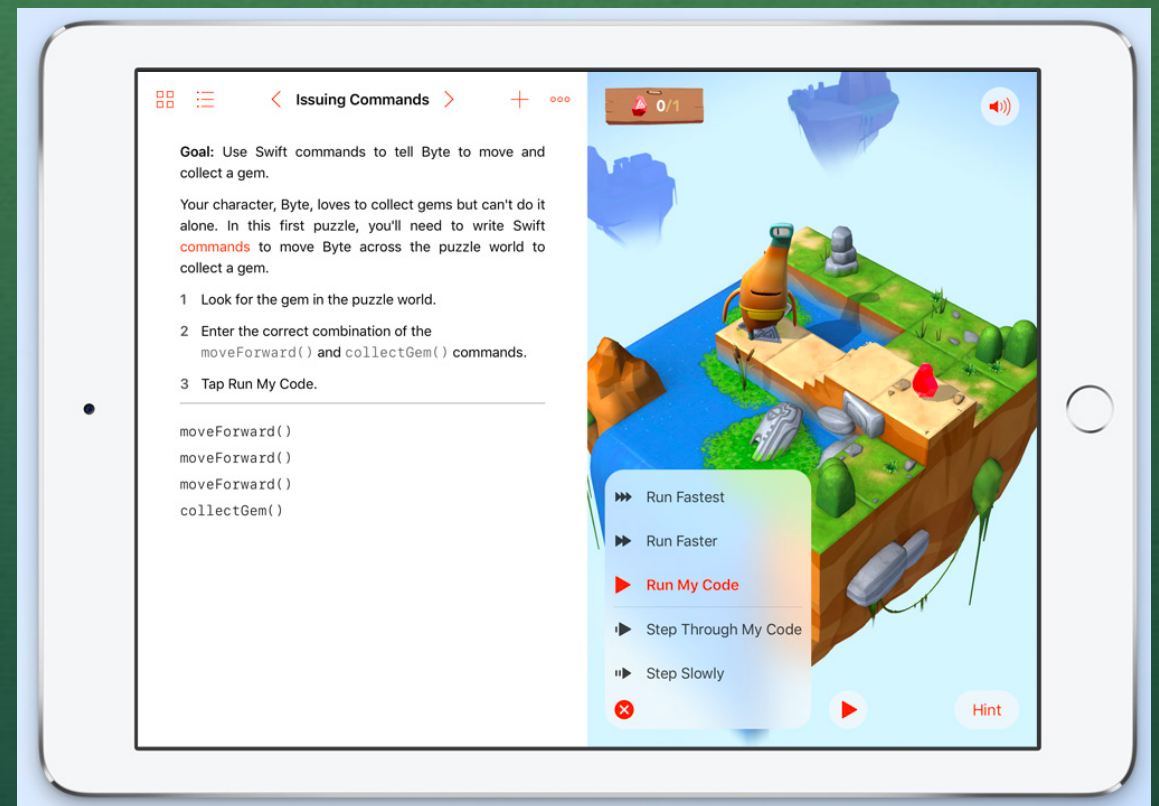 Issuing Commands
Goal: Use Swift commands to tell Byte to move and
collect a gem.
Your character, Byte, loves to collect gems but can't do it
alone. In this first puzzle, you'll need to write Swift
commands to move Byte across the puzzle world to
collect a gem.
1 Look for the gem in the puzzle world.
2 Enter the correct combination of the
moveForward() and collectGem() commands.
3 Tap Run My Code.
moveForward()
moveForward()
moveForward()
collectGem()
0/1
Run Fastest
Run Faster
Run My Code
Step Through My Code
Step Slowly
Hint